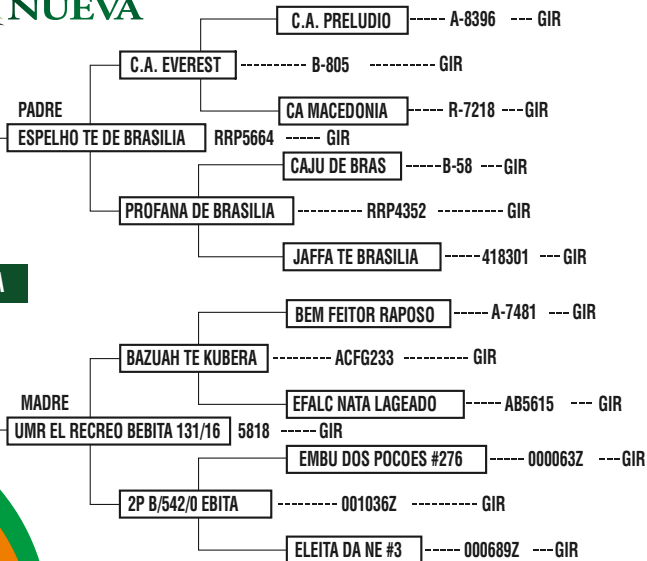 NUEVA
C.A. PRELUDIO ----- A-8396 --- GIR
C.A. EVEREST ---------- B-805 ---------- GIR
CA MACEDONIA ----- R-7218 --- GIR
PADRE
ESPELHO TE DE BRASILIA RRP5664 ----- GIR
CAJU DE BRAS -----B-58 ---GIR
PROFANA DE BRASILIA ---------- RRP4352 ---------- GIR
JAFFA TE BRASILIA -----418301 --- GIR
A
BEM FEITOR RAPOSO ----- A-7481 --- GIR
BAZUAH TE KUBERA --------- ACFG233 ---------- GIR
EFALC NATA LAGEADO ----- AB5615 --- GIR
MADRE
UMR EL RECREO BEBITA 131/16 5818 ----- GIR
EMBU DOS POCOES #276 ----- 000063Z ---GIR
2P B/542/0 EBITA --------- 001036Z ---------- GIR
ELEITA DA NE #3 ----- 000689Z ---GIR